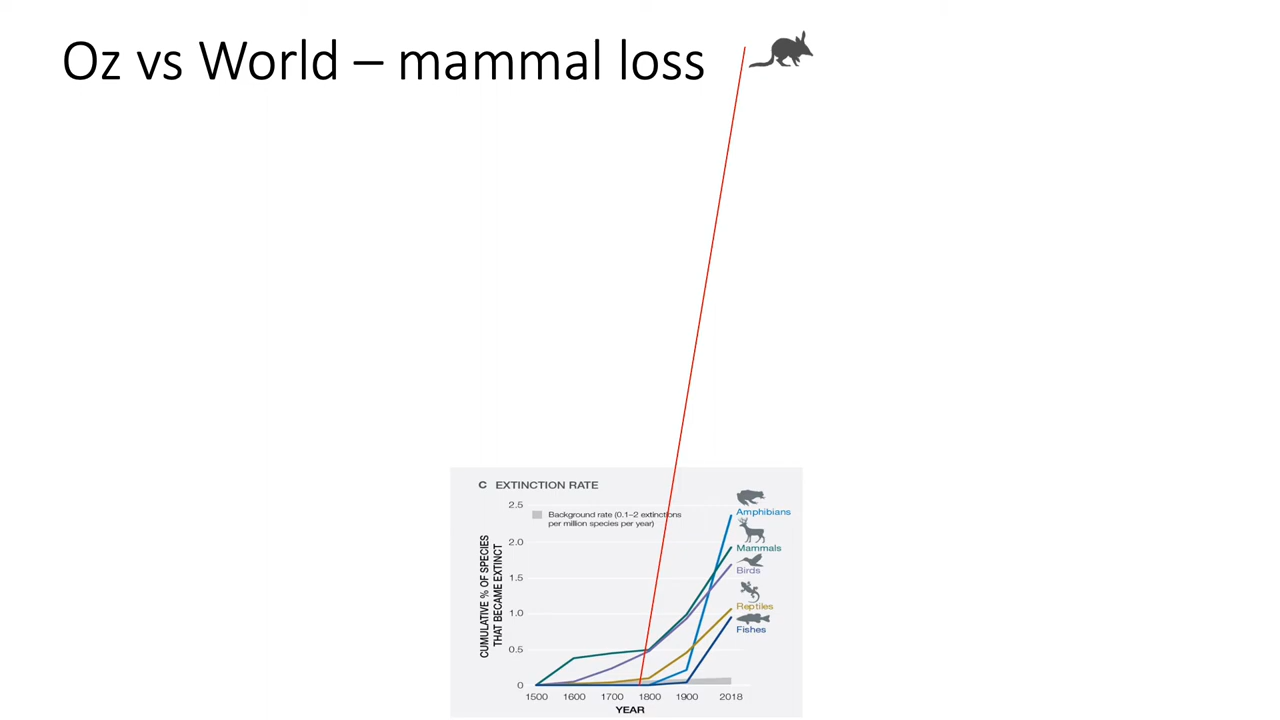 Oz vs World – mammal loss
C EXTINCTION RATE
2.5
Background rate (0.1–2 extinctions
per million species per year)
Amphibians
2.0
Mammals
Birds
1.5
CUMULATIVE % OF SPECIES
THAT BECAME EXTINCT
1.0
Reptiles
Fishes
0.5
0
1500 1600 1700 1800 1900 2018
YEAR